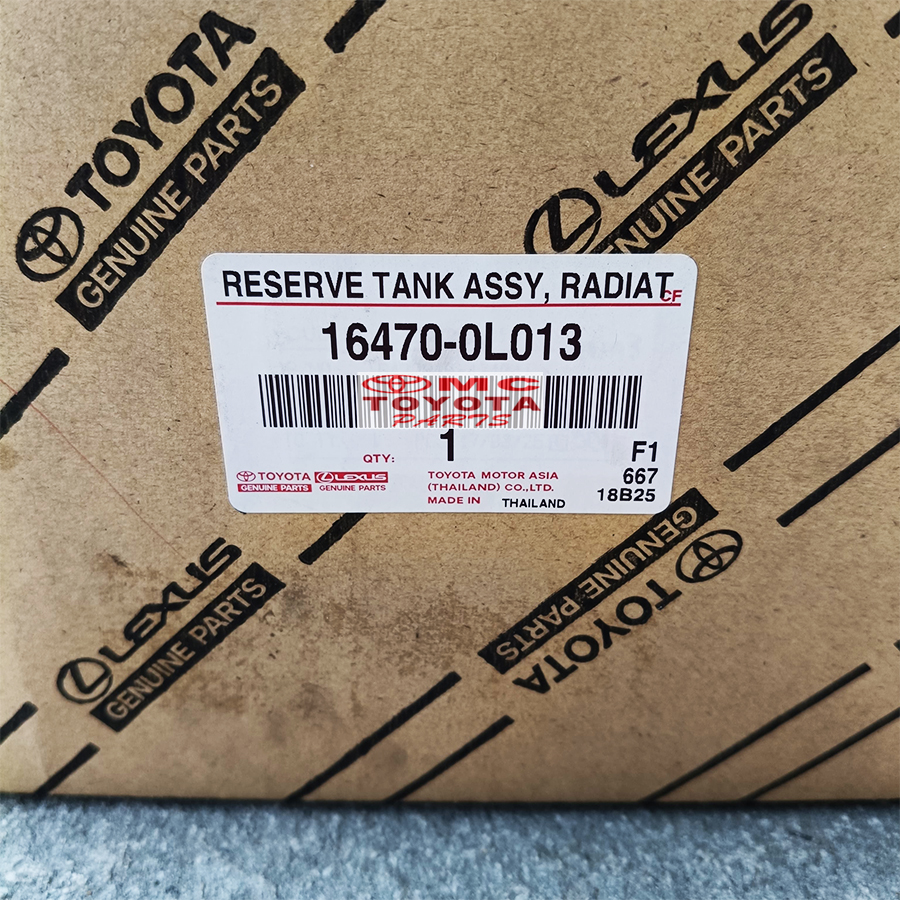 TOYOTA
GENUINE PARTS
LEXUS
GENUINE PARTS
RESERVE TANK ASSY, RADIAT
CF
16470-0L013
OMC
TOYOTA
PARTS
QTY: 1
F1
667
18B25
TOYOTA
GENUINE PARTS
LEXUS
GENUINE PARTS
TOYOTA MOTOR ASIA
(THAILAND) CO.,LTD.
MADE IN THAILAND
LEXUS
GENUINE PARTS
GENUINE PARTS
TOYOTA